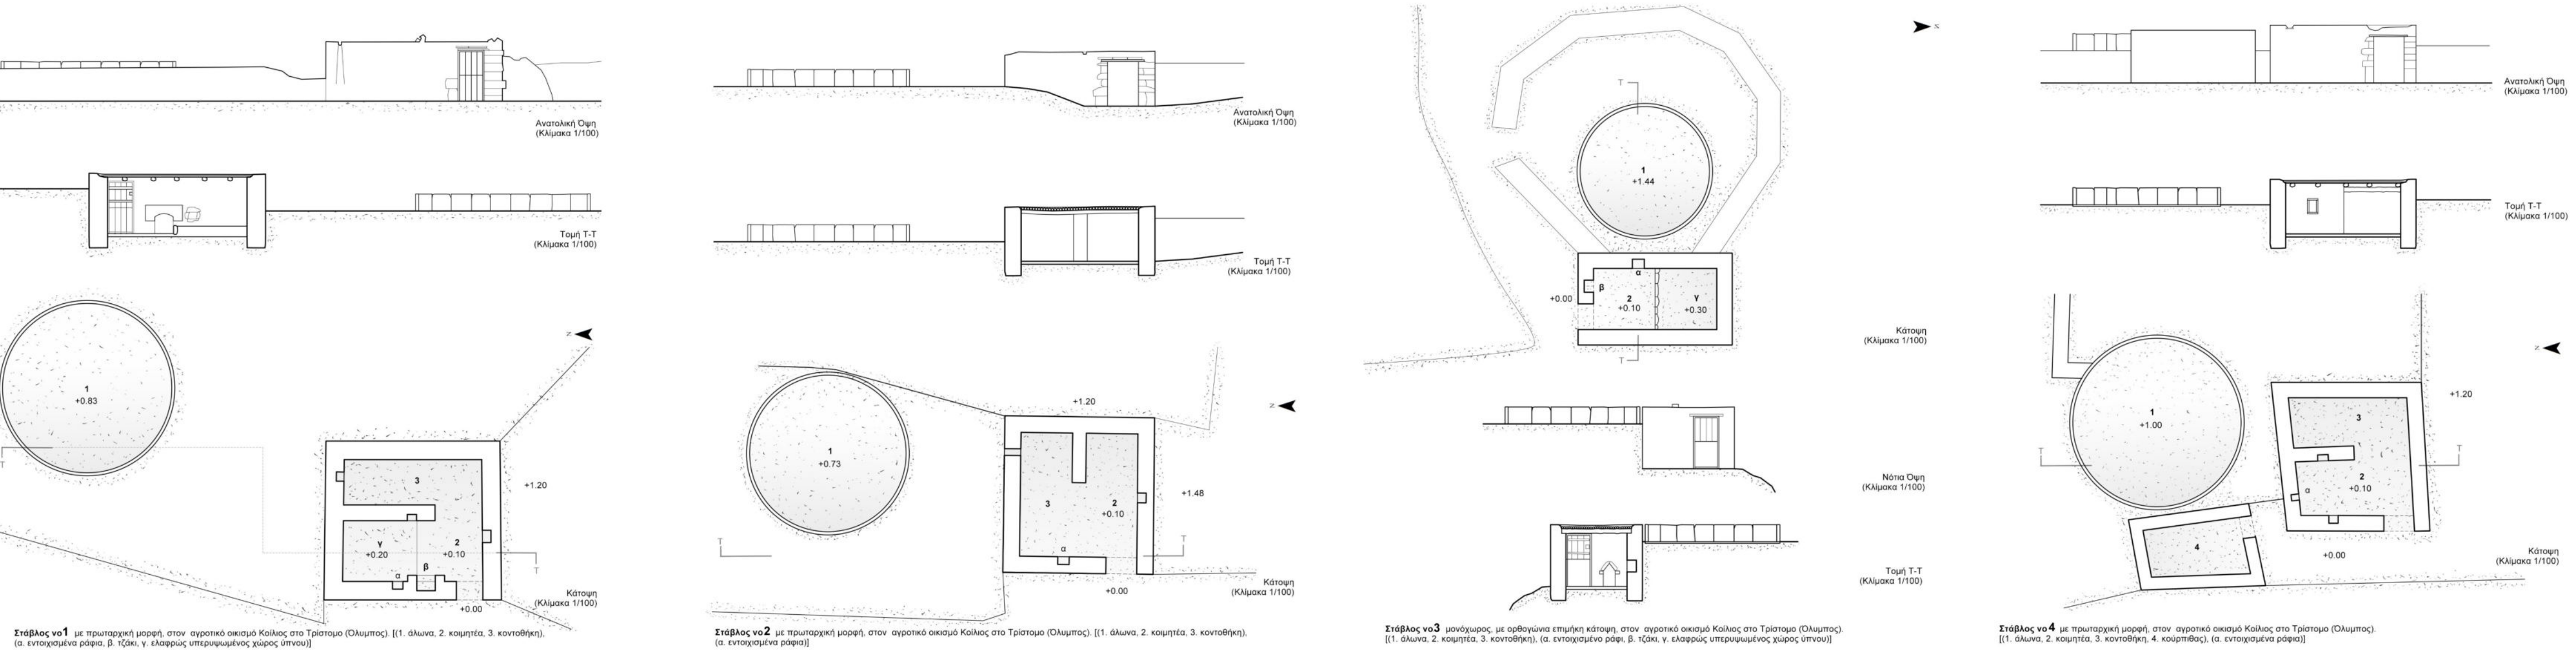 Ανατολική Όψη
(Κλίμακα 1/100)
Τομή Τ-Τ
(Κλίμακα 1/100)
z
1
+0.83
T
3
+1.20
γ
+0.20
2
+0.10
α
β
T
+0.00
Κάτοψη
(Κλίμακα 1/100)
Στάβλος νο1 με πρωταρχική μορφή, στον αγροτικό οικισμό Κοίλιος στο Τρίστομο (Όλυμπος). [(1. άλωνα, 2. κοιμητέα, 3. κοντοθήκη),
(α. εντοιχισμένα ράφια, β. τζάκι, γ. ελαφρώς υπερυψωμένος χώρος ύπνου)]
Ανατολική Όψη
(Κλίμακα 1/100)
Τομή Τ-Τ
(Κλίμακα 1/100)
z
+1.20
1
+0.73
+1.48
3
2
+0.10
α
T
T
+0.00
Κάτοψη
(Κλίμακα 1/100)
Στάβλος νο2 με πρωταρχική μορφή, στον αγροτικό οικισμό Κοίλιος στο Τρίστομο (Όλυμπος). [(1. άλωνα, 2. κοιμητέα, 3. κοντοθήκη),
(α. εντοιχισμένα ράφια)]
z
T
1
+1.44
α
β
+0.00
2
+0.10
γ
+0.30
T
Κάτοψη
(Κλίμακα 1/100)
Νότια Όψη
(Κλίμακα 1/100)
Τομή Τ-Τ
(Κλίμακα 1/100)
Στάβλος νο3 μονόχωρος, με ορθογώνια επιμήκη κάτοψη, στον αγροτικό οικισμό Κοίλιος στο Τρίστομο (Όλυμπος).
[(1. άλωνα, 2. κοιμητέα, 3. κοντοθήκη), (α. εντοιχισμένα ράφι, β. τζάκι, γ. ελαφρώς υπερυψωμένος χώρος ύπνου)]
Ανατολική Όψη
(Κλίμακα 1/100)
Τομή Τ-Τ
(Κλίμακα 1/100)
z
+1.20
1
+1.00
3
T
T
2
+0.10
α
4
+0.00
Κάτοψη
(Κλίμακα 1/100)
Στάβλος νο4 με πρωταρχική μορφή, στον αγροτικό οικισμό Κοίλιος στο Τρίστομο (Όλυμπος).
[(1. άλωνα, 2. κοιμητέα, 3. κοντοθήκη, 4. κούρπιθας), (α. εντοιχισμένα ράφια)]